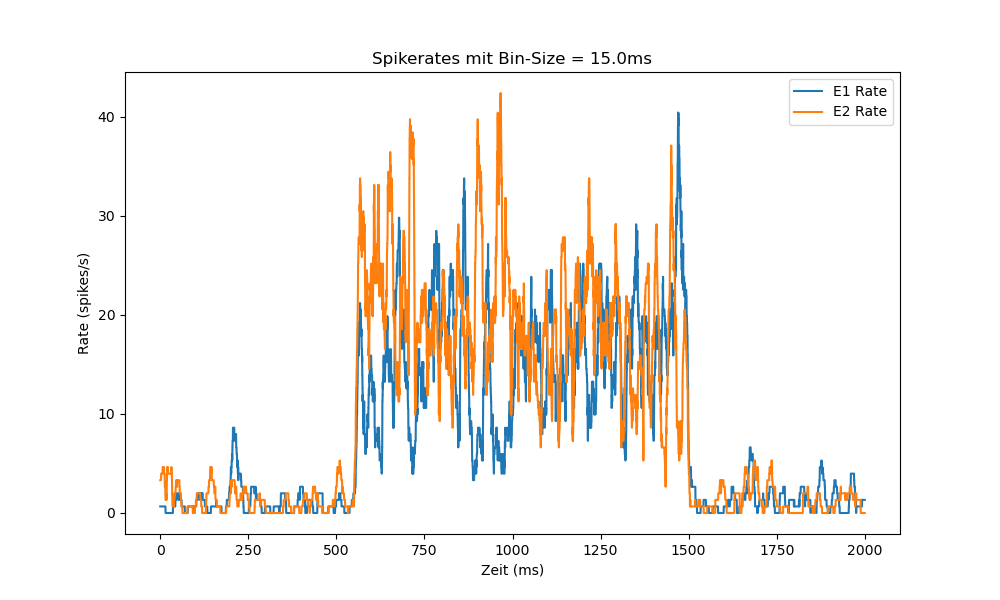 Spikerates mit Bin-Size = 15.0ms
E1 Rate
E2 Rate
Rate (spikes/s)
40
30
20
10
0
0 250 500 750 1000 1250 1500 1750 2000
Zeit (ms)